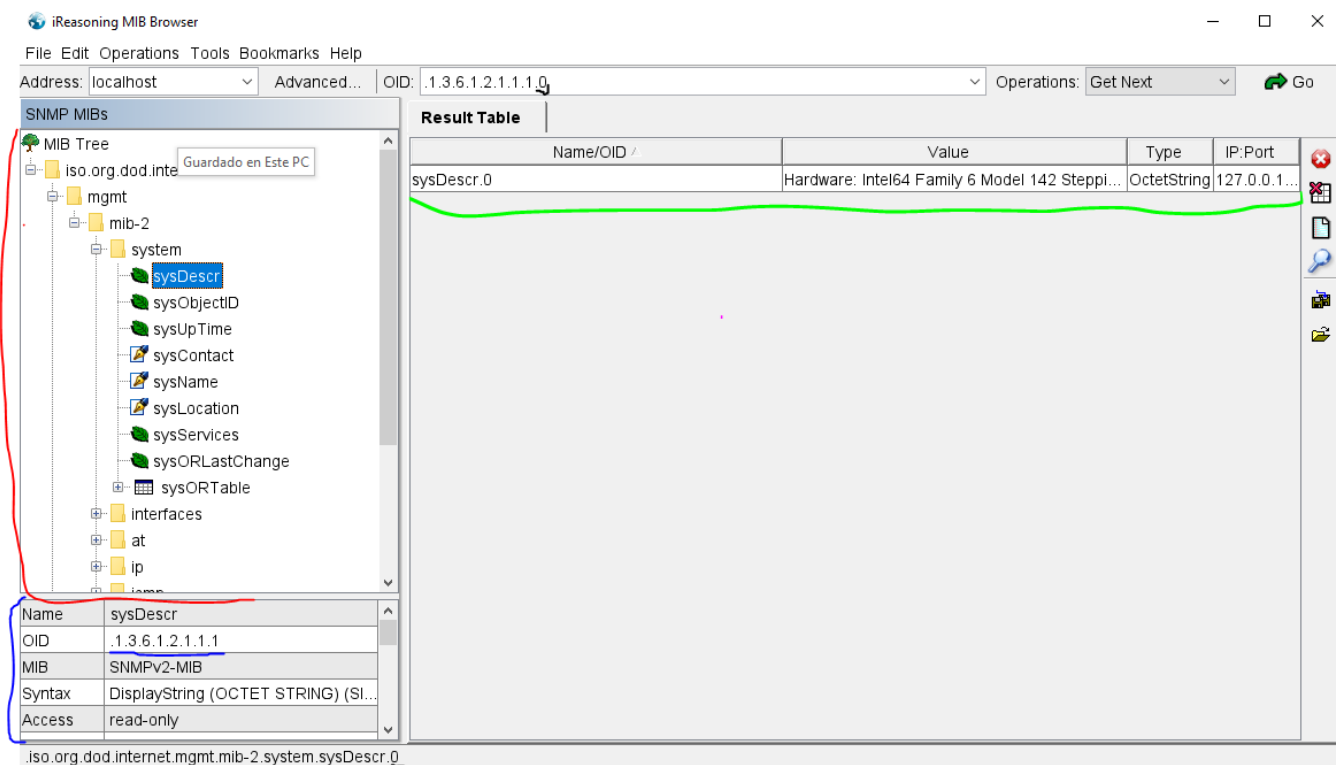 iReasoning MIB Browser
File Edit Operations Tools Bookmarks Help
Address: localhost Advanced... OID: .1.3.6.1.2.1.1.1.0 Operations: Get Next Go
SNMP MIBs
MIB Tree
Guardado en Este PC
iso.org.dod.inte
mgmt
mib-2
system
sysDescr
sysObjectID
sysUpTime
sysContact
sysName
sysLocation
sysServices
sysORLastChange
sysORTable
interfaces
at
ip
Name sysDescr
OID .1.3.6.1.2.1.1.1
MIB SNMPv2-MIB
Syntax DisplayString (OCTET STRING) (SI...
Access read-only
.iso.org.dod.internet.mgmt.mib-2.system.sysDescr.0
Result Table
Name/OID Value Type IP:Port
sysDescr.0 Hardware: Intel64 Family 6 Model 142 Steppi... OctetString 127.0.0.1...